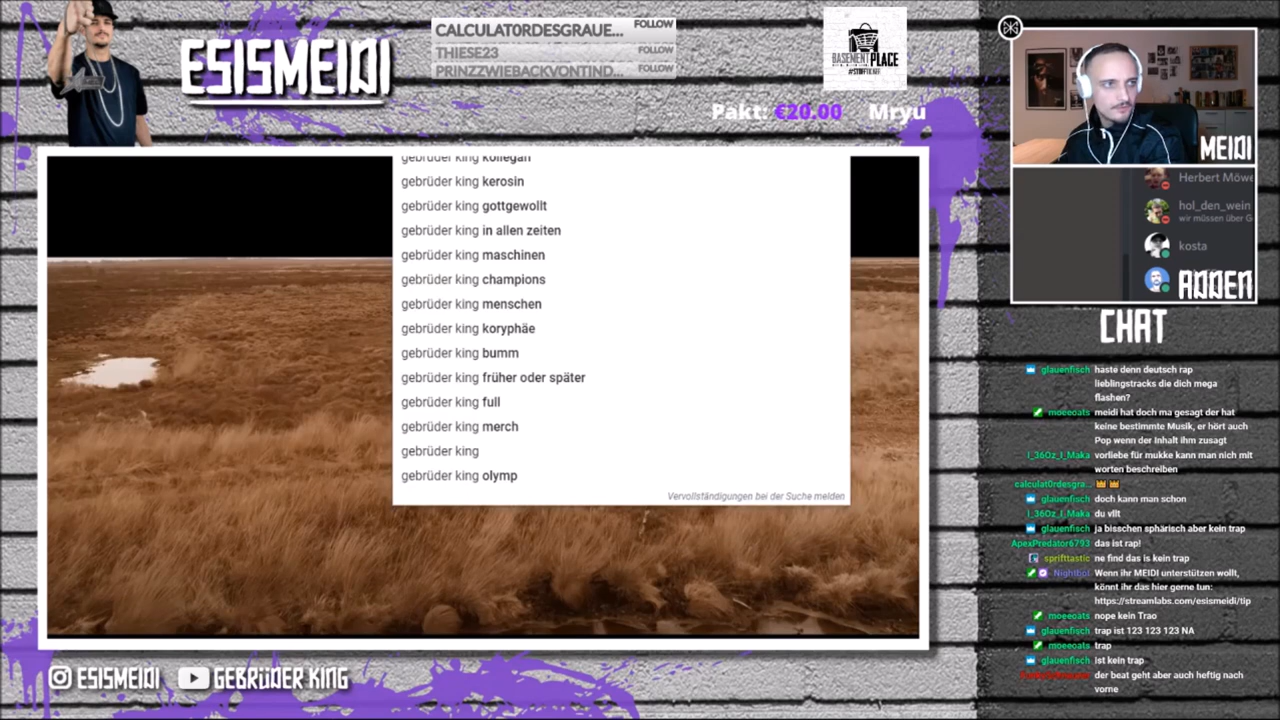 ESISMEIDI
CALCULAT0RDESGRAUE... FOLLOW
THIESE23 FOLLOW
PRINZZWIEBACKVONTIND... FOLLOW
BASEMENTPLACE
Pakt: €20.00 Mryu
gebrüder king kollegah
gebrüder king kerosin
gebrüder king gottgewollt
gebrüder king in allen zeiten
gebrüder king maschinen
gebrüder king champions
gebrüder king menschen
gebrüder king koryphäe
gebrüder king bumm
gebrüder king früher oder später
gebrüder king full
gebrüder king merch
gebrüder king
gebrüder king olymp
Vervollständigungen bei der Suche melden
ESISMEIDI GEBRÜDER KING
MEIDI
Herbert Möwe
hol_den_wein
wir müssen über G
kosta
ADDEN
CHAT
glauenfisch haste denn deutsch rap
lieblingstracks die dich mega
flashen?
moeeoats meidi hat doch ma gesagt der hat
keine bestimmte Musik, er hört auch
Pop wenn der Inhalt ihm zusagt
I_36Oz_I_Maka vorliebe für mukke kann man nich mit
worten beschreiben
calculat0rdesgra...
glauenfisch doch kann man schon
I_36Oz_I_Maka du vllt
glauenfisch ja bisschen sphärisch aber kein trap
ApexPredator6793 das ist rap!
sprifttastic ne find das is kein trap
Nightbot Wenn ihr MEIDI unterstützen wollt,
könnt ihr das hier gerne tun:
https://streamlabs.com/esismeidi/tip
moeeoats nope kein Trao
glauenfisch trap ist 123 123 123 NA
moeeoats trap
glauenfisch ist kein trap
der beat geht aber auch heftig nach
vorne